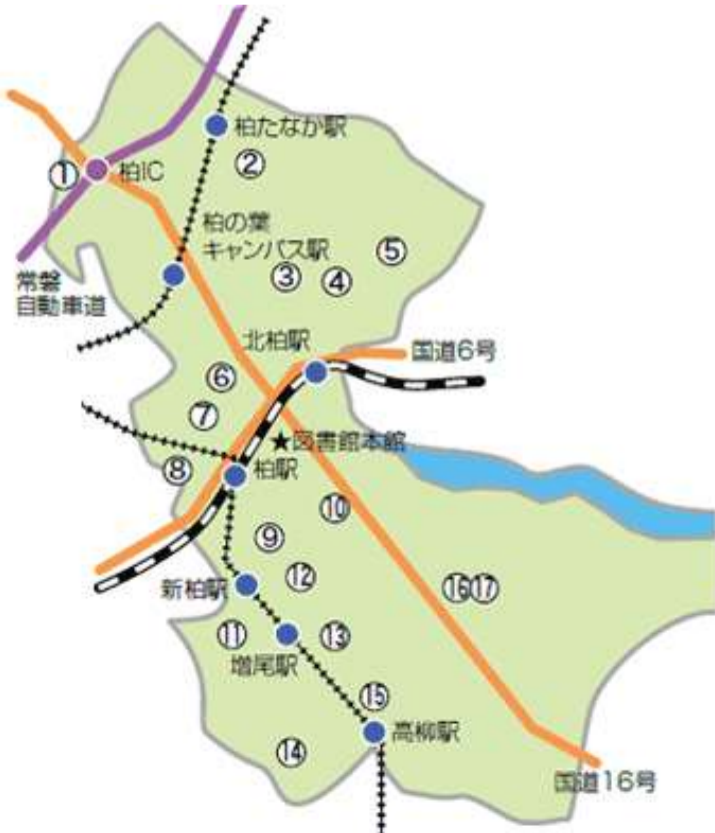 柏たなか駅
②
①
柏IC
柏の葉
キャンパス駅
⑤
③
④
常磐
自動車道
北柏駅
国道6号
⑥
⑦
★図書館本館
⑧
柏駅
⑩
⑨
⑫
新柏駅
⑯⑰
⑪
⑬
増尾駅
⑮
高柳駅
⑭
国道16号